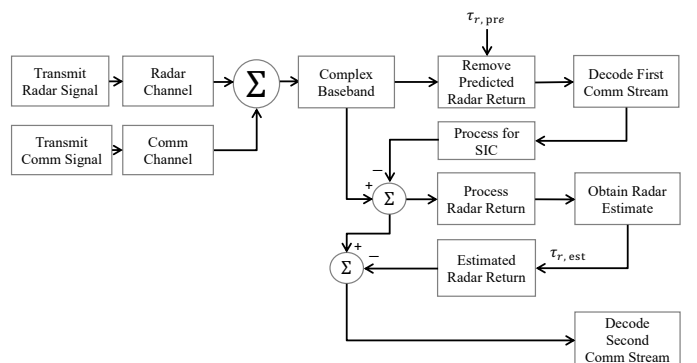 τr, pre
Transmit
Radar Signal
Radar
Channel
Σ
Complex
Baseband
Remove
Predicted
Radar Return
Decode First
Comm Stream
Transmit
Comm Signal
Comm
Channel
Process for
SIC
−
+
Σ
Process
Radar Return
Obtain Radar
Estimate
+
Σ
−
Estimated
Radar Return
τr, est
Decode
Second
Comm Stream